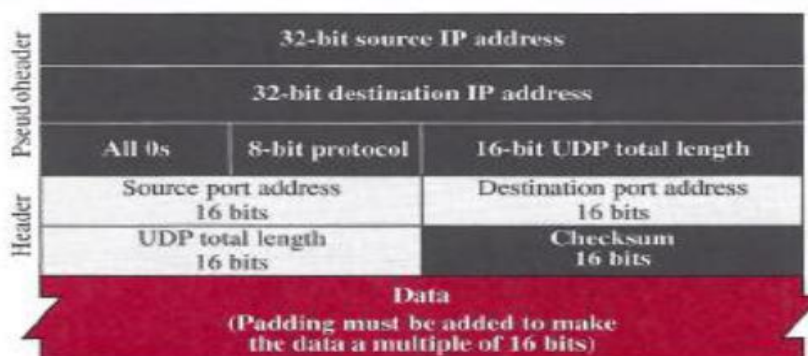 Pseudoheader
32-bit source IP address
32-bit destination IP address
All 0s 8-bit protocol 16-bit UDP total length
Header
Source port address Destination port address
16 bits 16 bits
UDP total length Checksum
16 bits 16 bits
Data
(Padding must be added to make
the data a multiple of 16 bits)